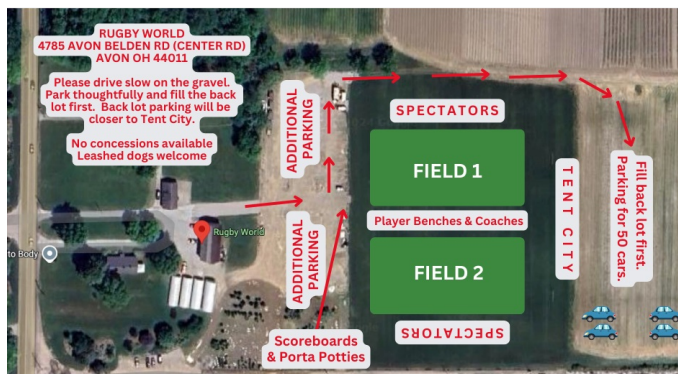 RUGBY WORLD
4785 AVON BELDEN RD (CENTER RD)
AVON OH 44011
Please drive slow on the gravel.
Park thoughtfully and fill the back
lot first. Back lot parking will be
closer to Tent City.
No concessions available
Leashed dogs welcome
ADDITIONAL
PARKING
SPECTATORS
FIELD 1
Player Benches & Coaches
FIELD 2
SPECTATORS
TENT CITY
Fill back lot first.
Parking for 50 cars.
Rugby World
to Body
ADDITIONAL
PARKING
Scoreboards
& Porta Potties